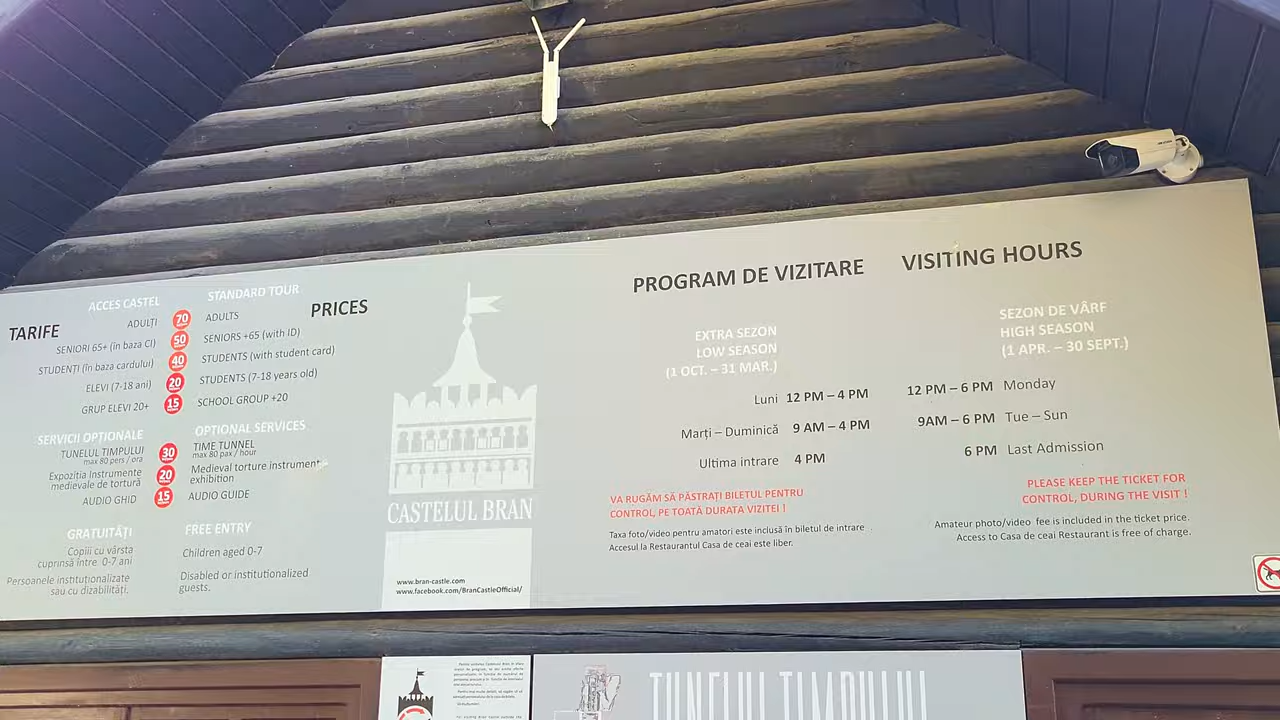 TARIFE
PRICES
ACCES CASTEL
STANDARD TOUR
ADULȚI 70 ADULTS
SENIORI 65+ (în baza CI) 50 SENIORS +65 (with ID)
STUDENȚI (în baza cardului) 40 STUDENTS (with student card)
ELEVI (7-18 ani) 20 STUDENTS (7-18 years old)
GRUP ELEVI 20+ 15 SCHOOL GROUP +20
SERVICII OPȚIONALE
OPTIONAL SERVICES
TUNELUL TIMPULUI 30 TIME TUNNEL
max 80 pers / ora max 80 pax / hour
Expoziția Instrumente 20 Medieval torture instrument
medievale de tortură exhibition
AUDIO GHID 15 AUDIO GUIDE
GRATUITĂȚI
FREE ENTRY
Copiii cu vârsta
cuprinsă între 0-7 ani
Children aged 0-7
Persoanele instituționalizate
sau cu dizabilități.
Disabled or institutionalized
guests.
CASTELUL BRAN
www.bran-castle.com
www.facebook.com/BranCastleOfficial/
PROGRAM DE VIZITARE VISITING HOURS
EXTRA SEZON
LOW SEASON
(1 OCT. – 31 MAR.)
SEZON DE VÂRF
HIGH SEASON
(1 APR. – 30 SEPT.)
Luni 12 PM – 4 PM 12 PM – 6 PM Monday
Marți – Duminică 9 AM – 4 PM 9AM – 6 PM Tue – Sun
Ultima intrare 4 PM 6 PM Last Admission
VA RUGĂM SĂ PĂSTRAȚI BILETUL PENTRU
CONTROL, PE TOATĂ DURATA VIZITEI !
PLEASE KEEP THE TICKET FOR
CONTROL, DURING THE VISIT !
Taxa foto/video pentru amatori este inclusă în biletul de intrare
Accesul la Restaurantul Casa de ceai este liber.
Amateur photo/video fee is included in the ticket price.
Access to Casa de ceai Restaurant is free of charge.
TUNELUL TIMPULUI